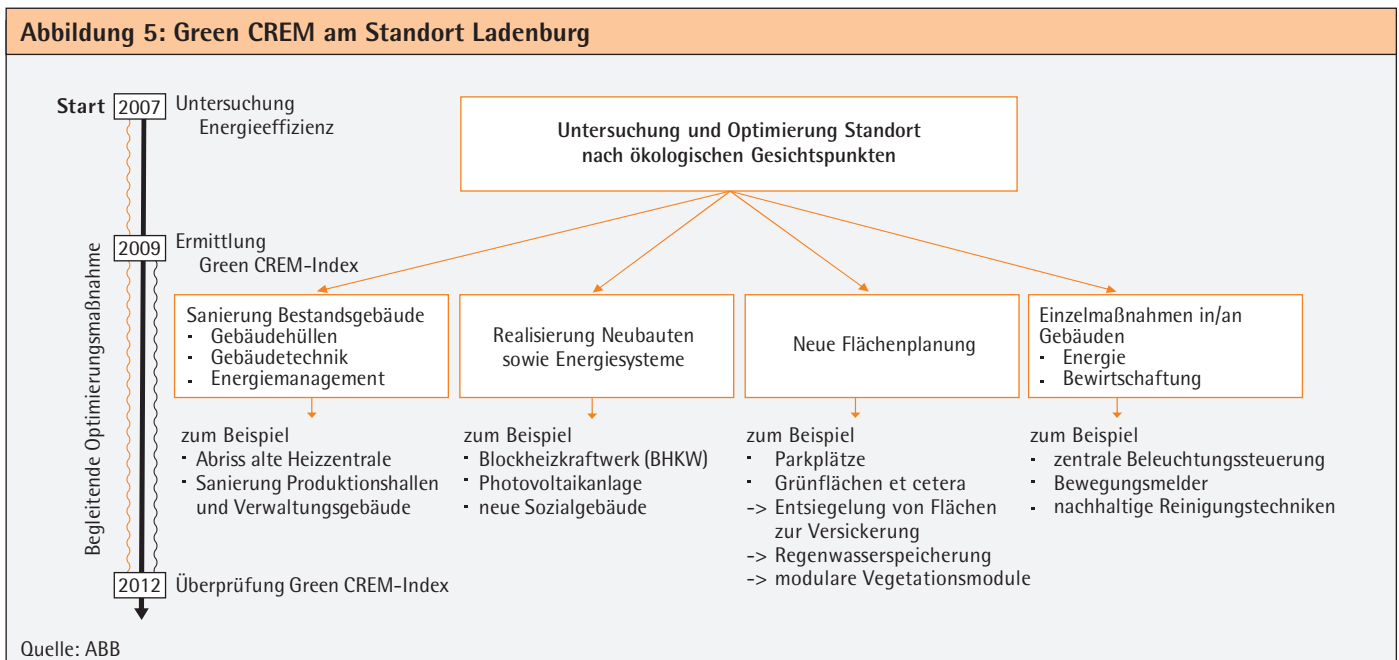 Abbildung 5: Green CREM am Standort Ladenburg
Start 2007 Untersuchung
Energieeffizienz
Untersuchung und Optimierung Standort
nach ökologischen Gesichtspunkten
2009 Ermittlung
Green CREM-Index
Begleitende Optimierungsmaßnahme
Sanierung Bestandsgebäude
· Gebäudehüllen
· Gebäudetechnik
· Energiemanagement
zum Beispiel
· Abriss alte Heizzentrale
· Sanierung Produktionshallen
und Verwaltungsgebäude
Realisierung Neubauten
sowie Energiesysteme
zum Beispiel
· Blockheizkraftwerk (BHKW)
· Photovoltaikanlage
· neue Sozialgebäude
Neue Flächenplanung
zum Beispiel
· Parkplätze
· Grünflächen et cetera
-> Entsiegelung von Flächen
zur Versickerung
-> Regenwasserspeicherung
-> modulare Vegetationsmodule
Einzelmaßnahmen in/an
Gebäuden
· Energie
· Bewirtschaftung
zum Beispiel
· zentrale Beleuchtungssteuerung
· Bewegungsmelder
· nachhaltige Reinigungstechniken
2012 Überprüfung Green CREM-Index
Quelle: ABB